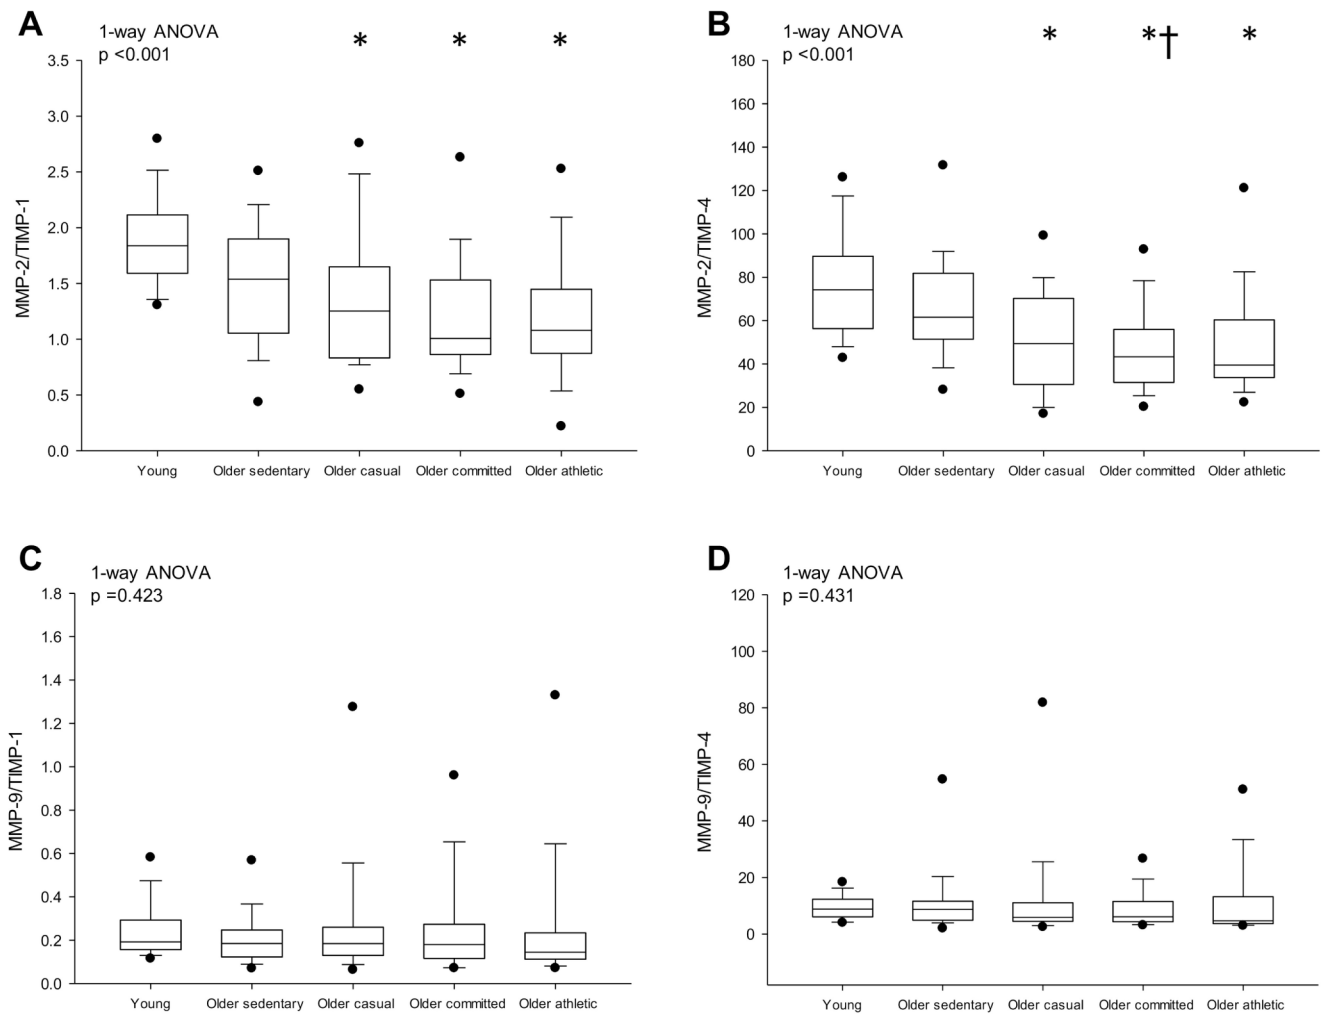 A
1-way ANOVA
p <0.001
* * *
3.5
3.0
2.5
2.0
1.5
1.0
0.5
0.0
MMP-2/TIMP-1
Young Older sedentary Older casual Older committed Older athletic
B
1-way ANOVA
p <0.001
* *† *
180
160
140
120
100
80
60
40
20
0
MMP-2/TIMP-4
Young Older sedentary Older casual Older committed Older athletic
C
1-way ANOVA
p =0.423
1.8
1.6
1.4
1.2
1.0
0.8
0.6
0.4
0.2
0.0
MMP-9/TIMP-1
Young Older sedentary Older casual Older committed Older athletic
D
1-way ANOVA
p =0.431
120
100
80
60
40
20
0
MMP-9/TIMP-4
Young Older sedentary Older casual Older committed Older athletic